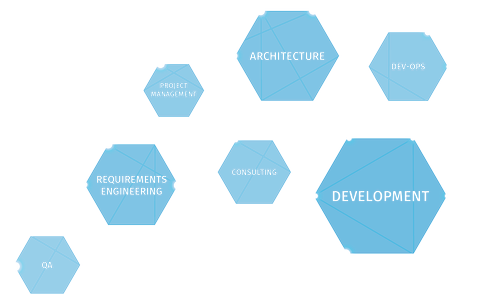 ARCHITECTURE
DEV-OPS
PROJECT
MANAGEMENT
REQUIREMENTS
ENGINEERING
CONSULTING
DEVELOPMENT
QA